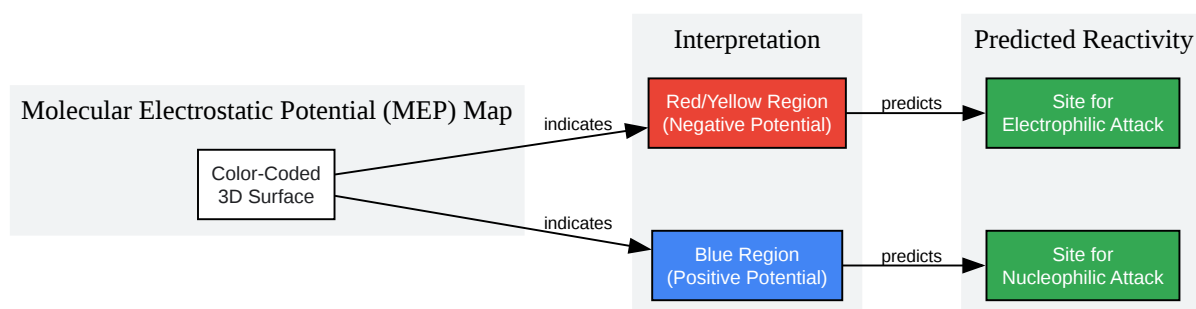 Molecular Electrostatic Potential (MEP) Map
Color-Coded
3D Surface
indicates
indicates
Interpretation
Red/Yellow Region
(Negative Potential)
Blue Region
(Positive Potential)
predicts
predicts
Predicted Reactivity
Site for
Electrophilic Attack
Site for
Nucleophilic Attack